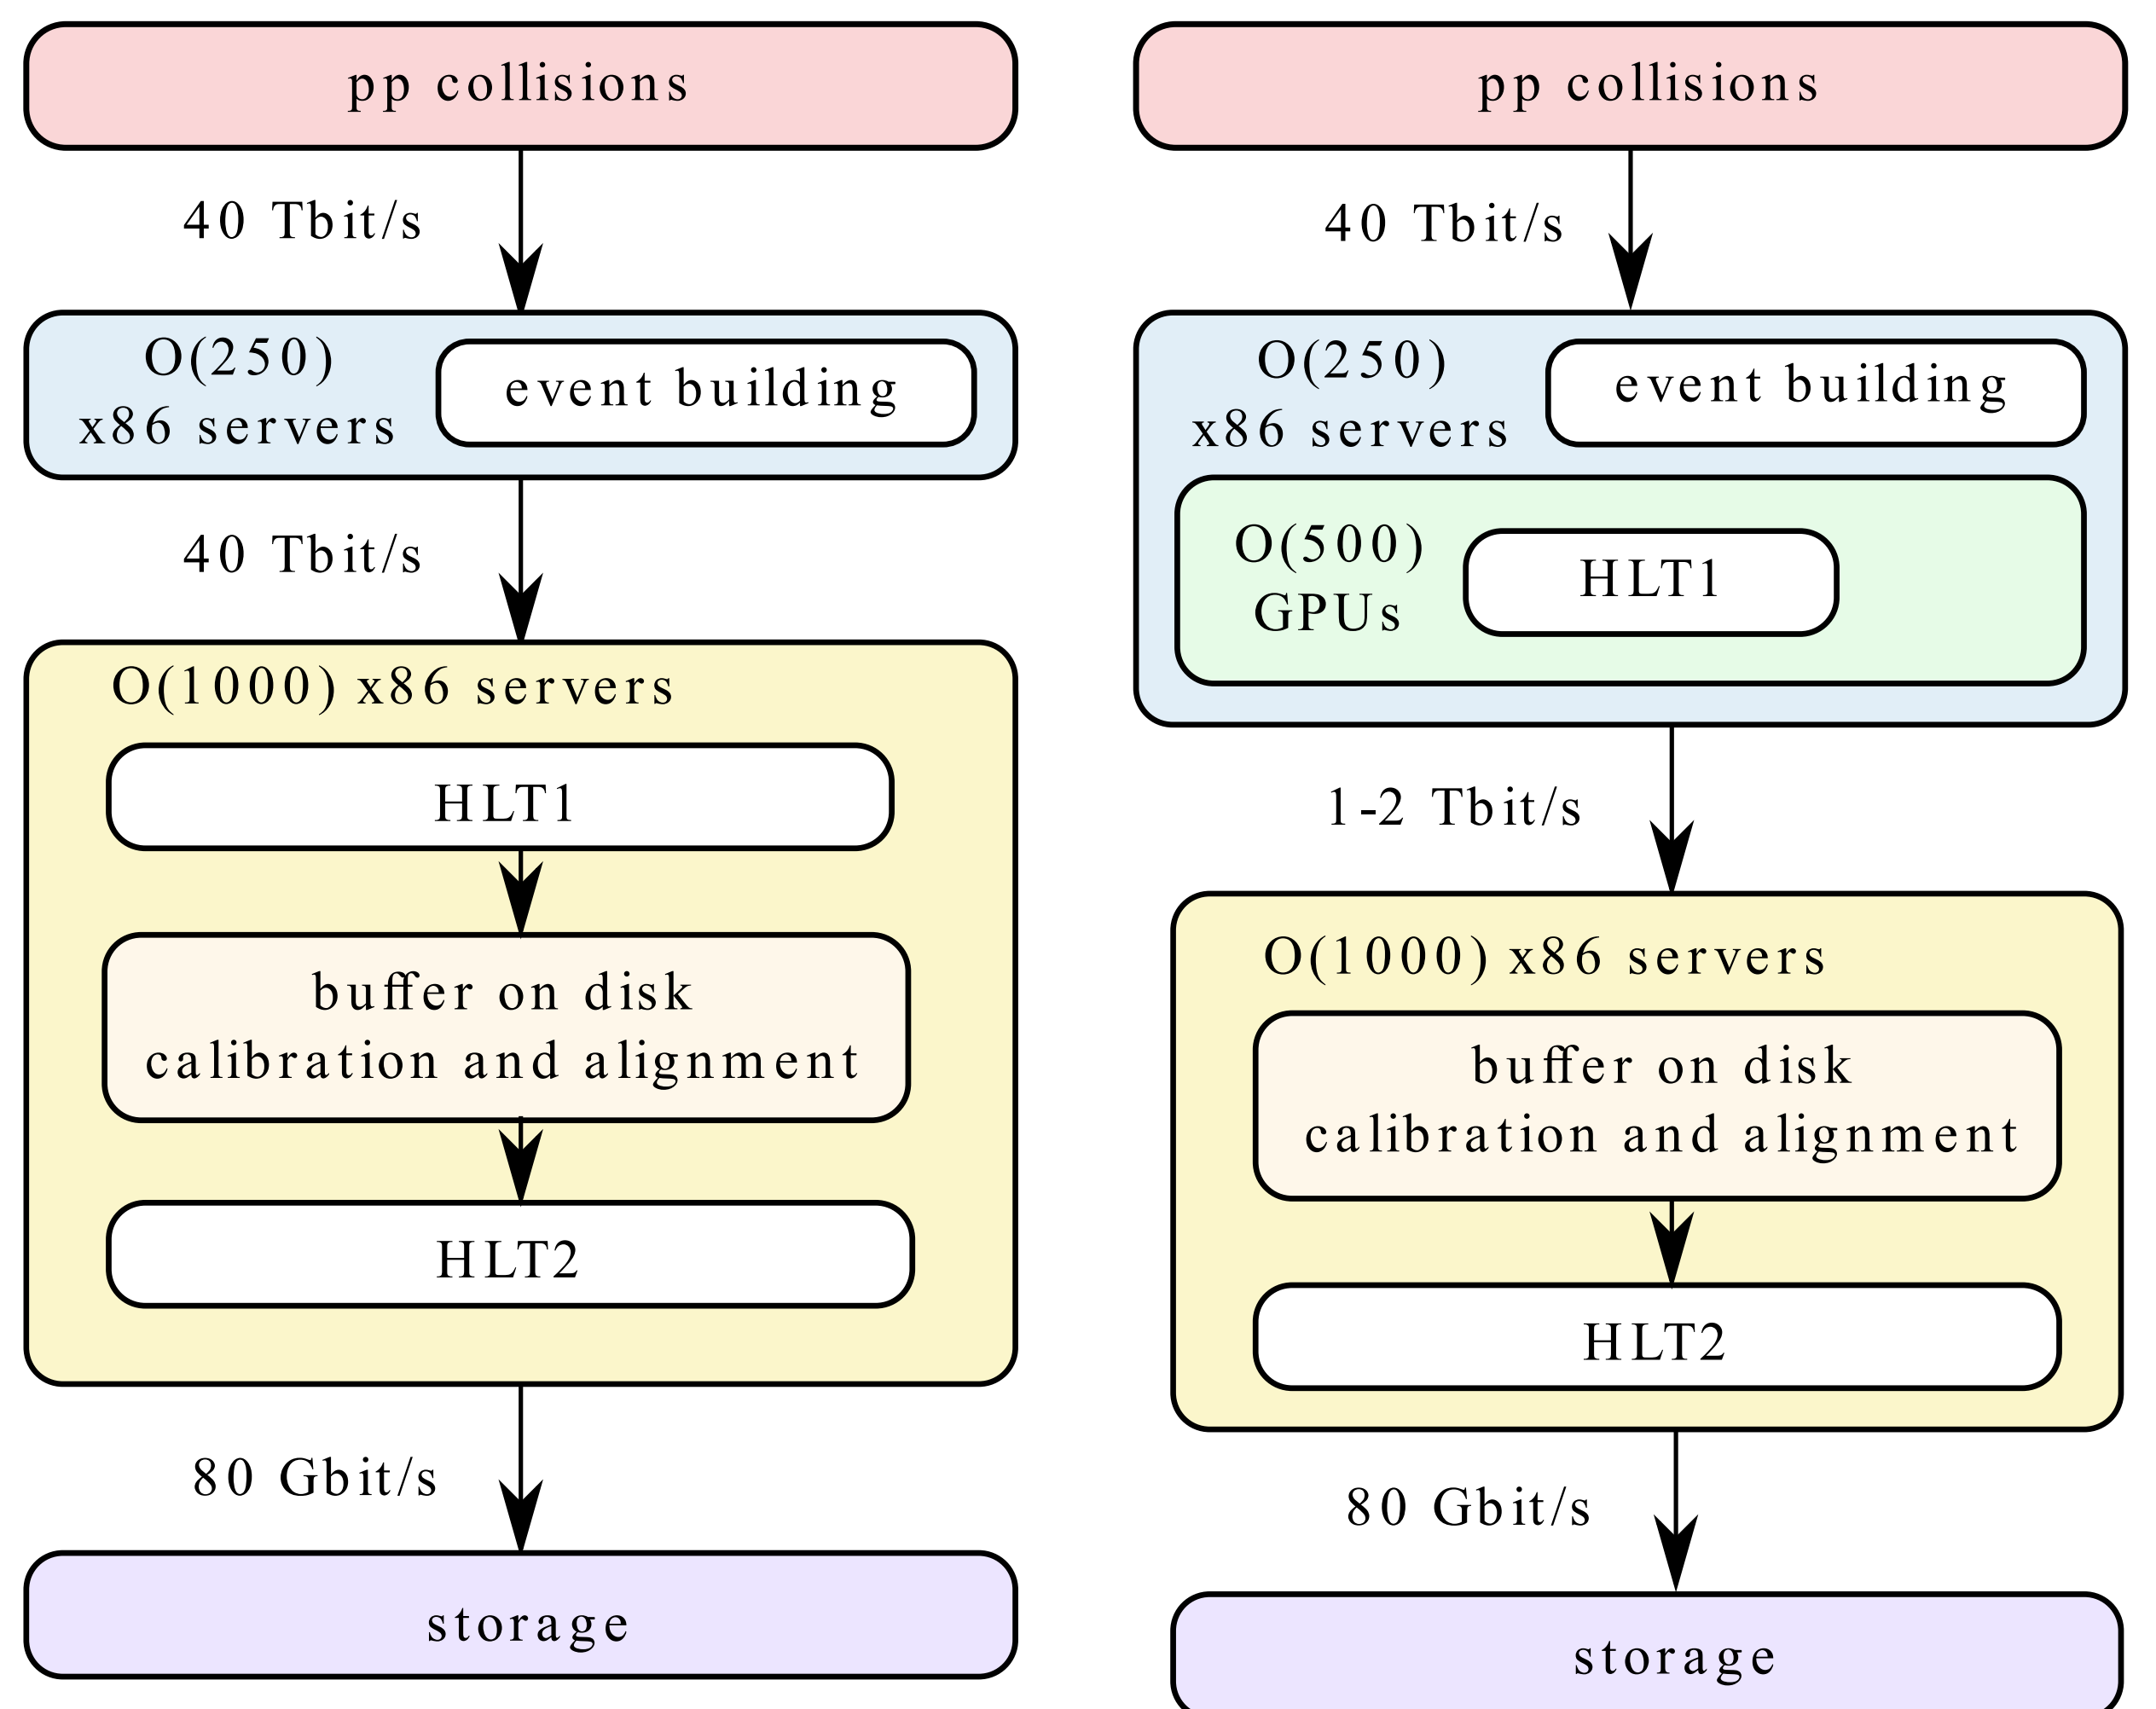 pp collisions
40 Tbit/s
O(250)
x86 servers
event building
40 Tbit/s
O(1000) x86 servers
HLT1
buffer on disk
calibration and alignment
HLT2
80 Gbit/s
storage
pp collisions
40 Tbit/s
O(250)
x86 servers
event building
O(500)
GPUs
HLT1
1-2 Tbit/s
O(1000) x86 servers
buffer on disk
calibration and alignment
HLT2
80 Gbit/s
storage